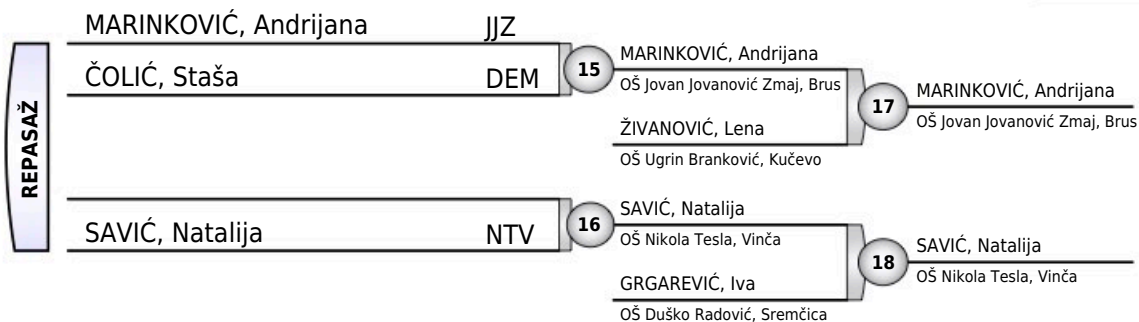 REPASAŽ
MARINKOVIĆ, Andrijana JJZ
ČOLIĆ, Staša DEM
15
MARINKOVIĆ, Andrijana
OŠ Jovan Jovanović Zmaj, Brus
ŽIVANOVIĆ, Lena
OŠ Ugrin Branković, Kučevo
17
MARINKOVIĆ, Andrijana
OŠ Jovan Jovanović Zmaj, Brus
SAVIĆ, Natalija NTV
16
SAVIĆ, Natalija
OŠ Nikola Tesla, Vinča
GRGAREVIĆ, Iva
OŠ Duško Radović, Sremčica
18
SAVIĆ, Natalija
OŠ Nikola Tesla, Vinča